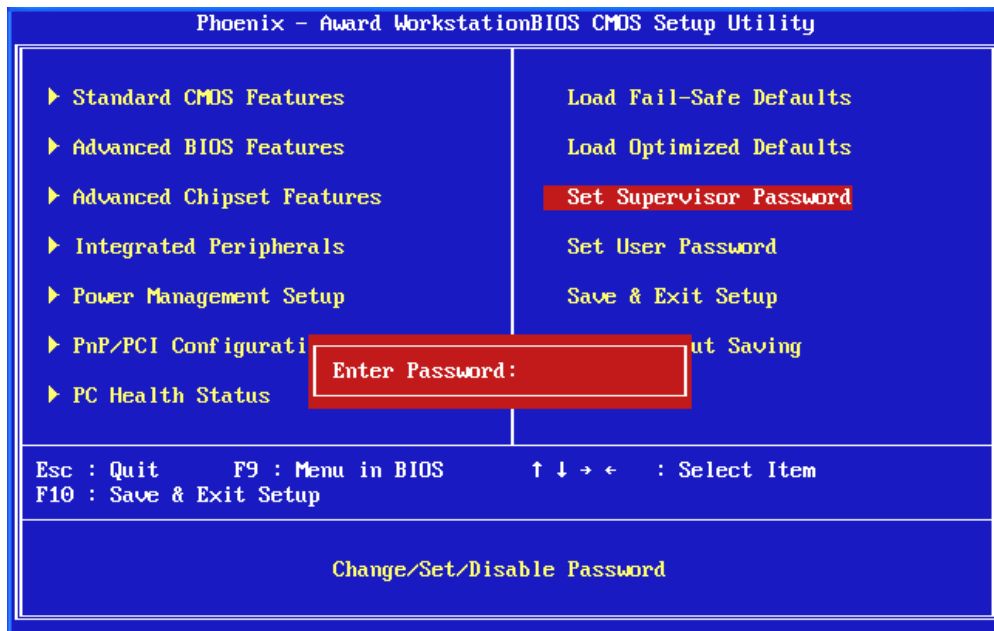 Phoenix - Award WorkstationBIOS CMOS Setup Utility
Standard CMOS Features
Advanced BIOS Features
Advanced Chipset Features
Integrated Peripherals
Power Management Setup
PnP/PCI Configurati
PC Health Status
Load Fail-Safe Defaults
Load Optimized Defaults
Set Supervisor Password
Set User Password
Save & Exit Setup
ut Saving
Enter Password:
Esc : Quit F9 : Menu in BIOS ↑ ↓ → ← : Select Item
F10 : Save & Exit Setup
Change/Set/Disable Password